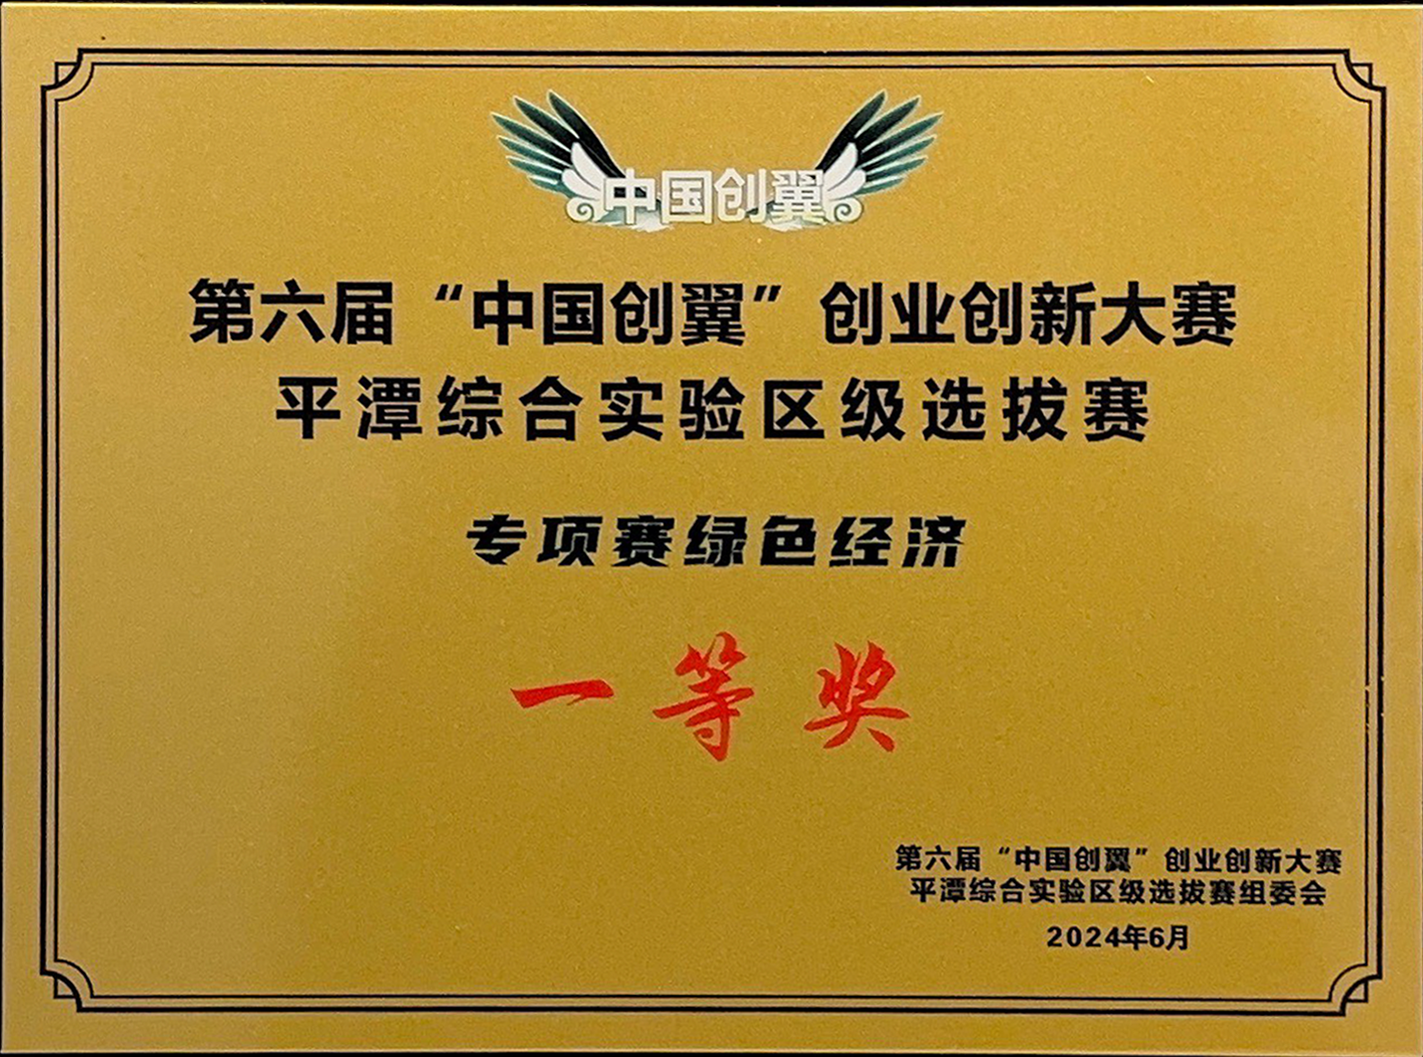 中国创翼
第六届“中国创翼”创业创新大赛
平潭综合实验区级选拔赛
专项赛绿色经济
一等奖
第六届“中国创翼”创业创新大赛
平潭综合实验区级选拔赛组委会
2024年6月